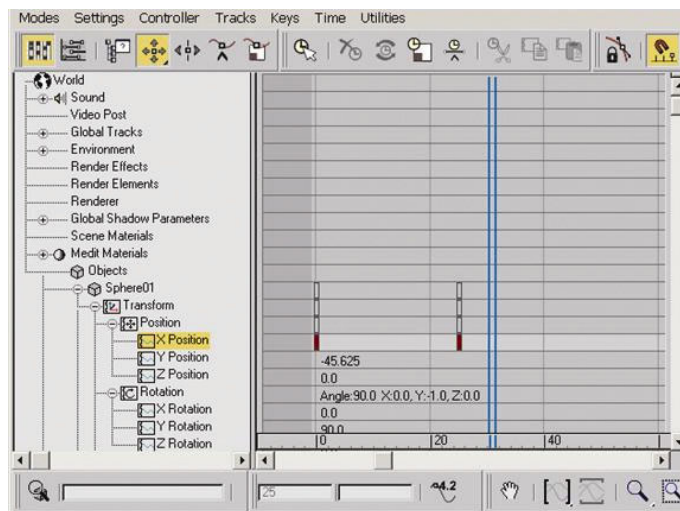 Modes Settings Controller Tracks Keys Time Utilities
World
Sound
Video Post
Global Tracks
Environment
Render Effects
Render Elements
Renderer
Global Shadow Parameters
Scene Materials
Medit Materials
Objects
Sphere01
Transform
Position
X Position
Y Position
Z Position
Rotation
X Rotation
Y Rotation
Z Rotation
-45.625
0.0
Angle:90.0 X:0.0, Y:-1.0, Z:0.0
0.0
90.0
0 20 40
25
4.2